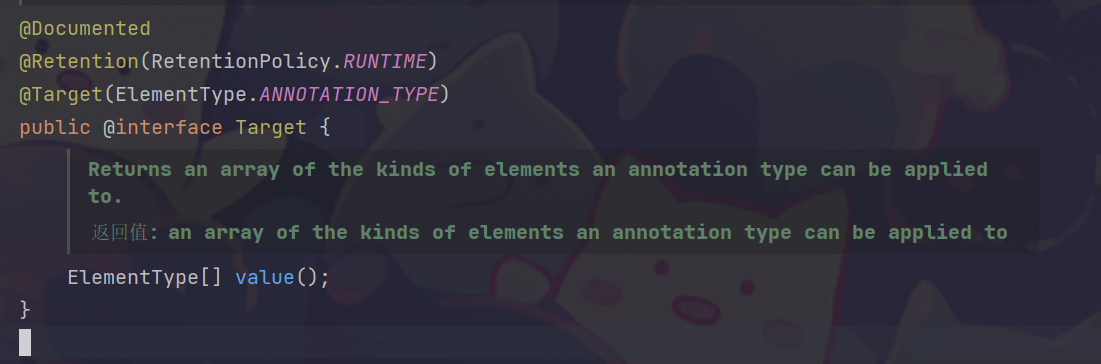 @Documented
@Retention(RetentionPolicy.RUNTIME)
@Target(ElementType.ANNOTATION_TYPE)
public @interface Target {
Returns an array of the kinds of elements an annotation type can be applied
to.
返回值: an array of the kinds of elements an annotation type can be applied to
ElementType[] value();
}